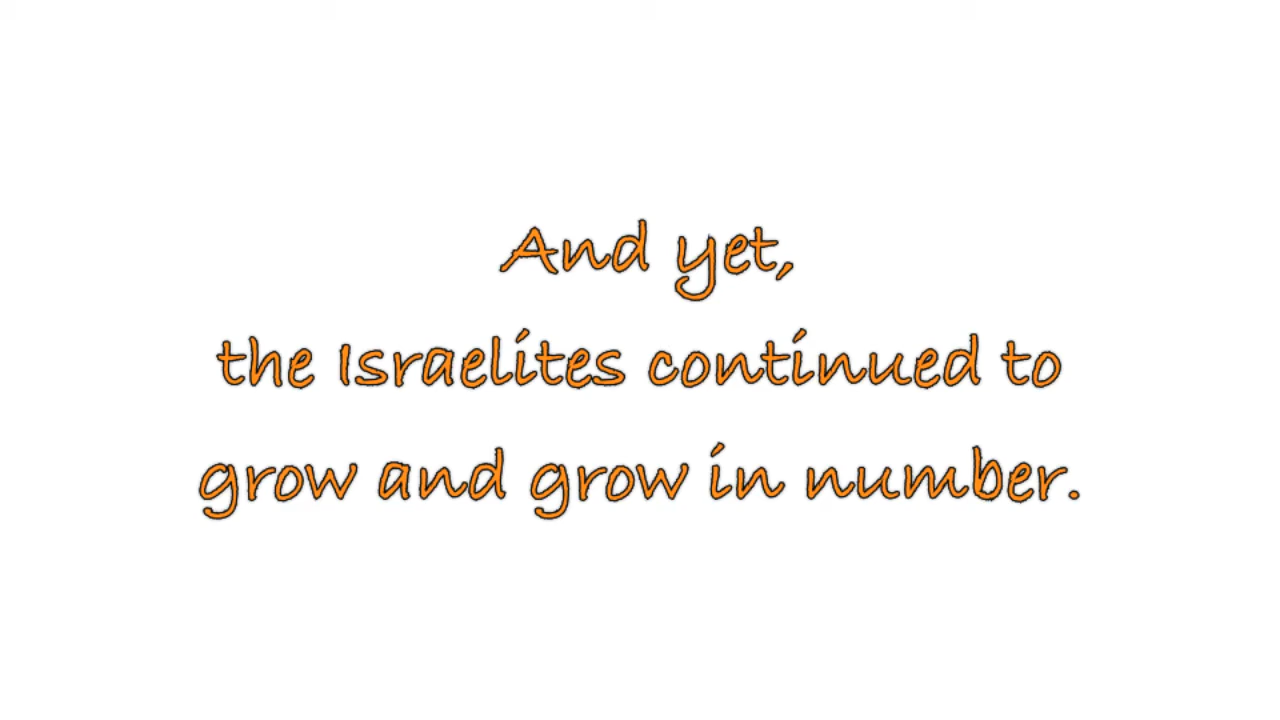 And yet,
the Israelites continued to
grow and grow in number.